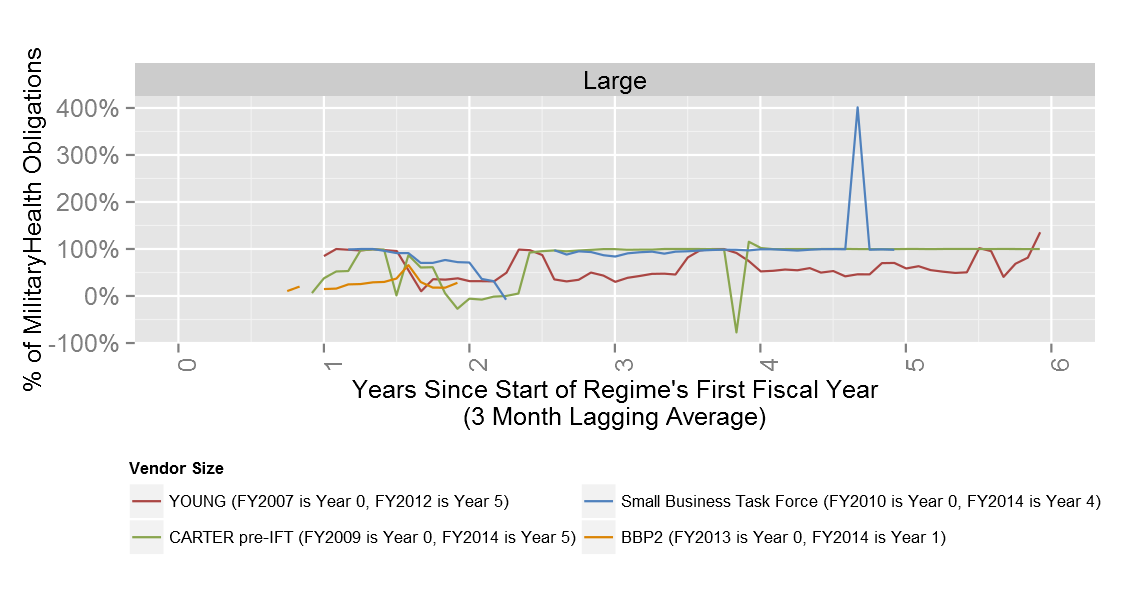 Large
% of MilitaryHealth Obligations
400%
300%
200%
100%
0%
-100%
0
1
2
3
4
5
6
Years Since Start of Regime's First Fiscal Year
(3 Month Lagging Average)
Vendor Size
YOUNG (FY2007 is Year 0, FY2012 is Year 5)
Small Business Task Force (FY2010 is Year 0, FY2014 is Year 4)
CARTER pre-IFT (FY2009 is Year 0, FY2014 is Year 5)
BBP2 (FY2013 is Year 0, FY2014 is Year 1)